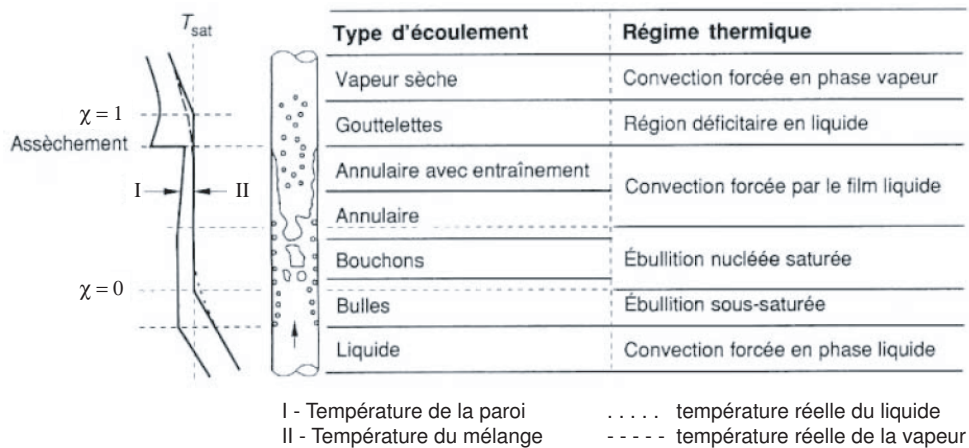 T sat
Type d'écoulement Régime thermique
Vapeur sèche Convection forcée en phase vapeur
χ = 1
Gouttelettes Région déficitaire en liquide
Assèchement
Annulaire avec entraînement
Convection forcée par le film liquide
I II
Annulaire
Bouchons Ébullition nucléée saturée
χ = 0
Bulles Ébullition sous-saturée
Liquide Convection forcée en phase liquide
I - Température de la paroi ..... température réelle du liquide
II - Température du mélange ----- température réelle de la vapeur